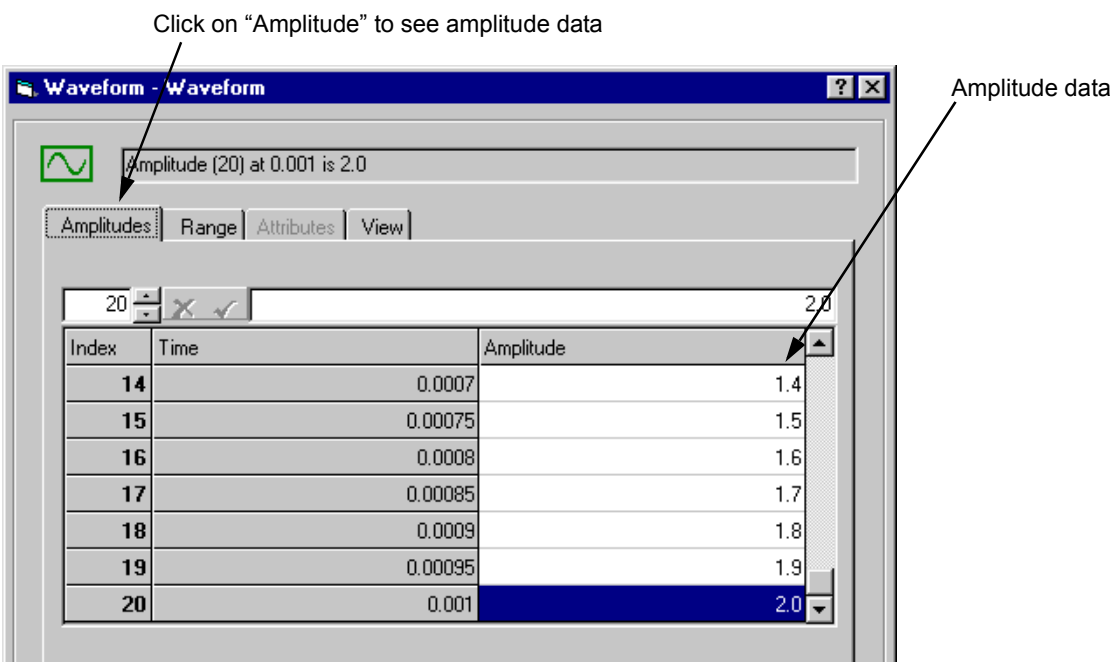 Click on “Amplitude” to see amplitude data
Waveform - Waveform
Amplitude data
Amplitude (20) at 0.001 is 2.0
Amplitudes Range Attributes View
20 2.0
Index Time Amplitude
14 0.0007 1.4
15 0.00075 1.5
16 0.0008 1.6
17 0.00085 1.7
18 0.0009 1.8
19 0.00095 1.9
20 0.001 2.0